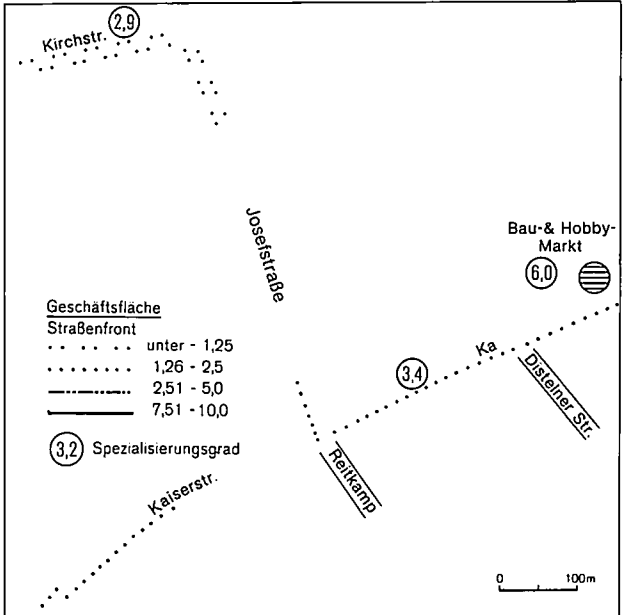 Kirchstr.
2,9
Josefstraße
Bau-& Hobby-
Markt
6,0
Geschäftsfläche
Straßenfront
unter - 1,25
1,26 - 2,5
2,51 - 5,0
7,51 - 10,0
3,2 Spezialisierungsgrad
Ka
3,4
Disteiner Str.
Reitkamp
Kaiserstr.
0 100m